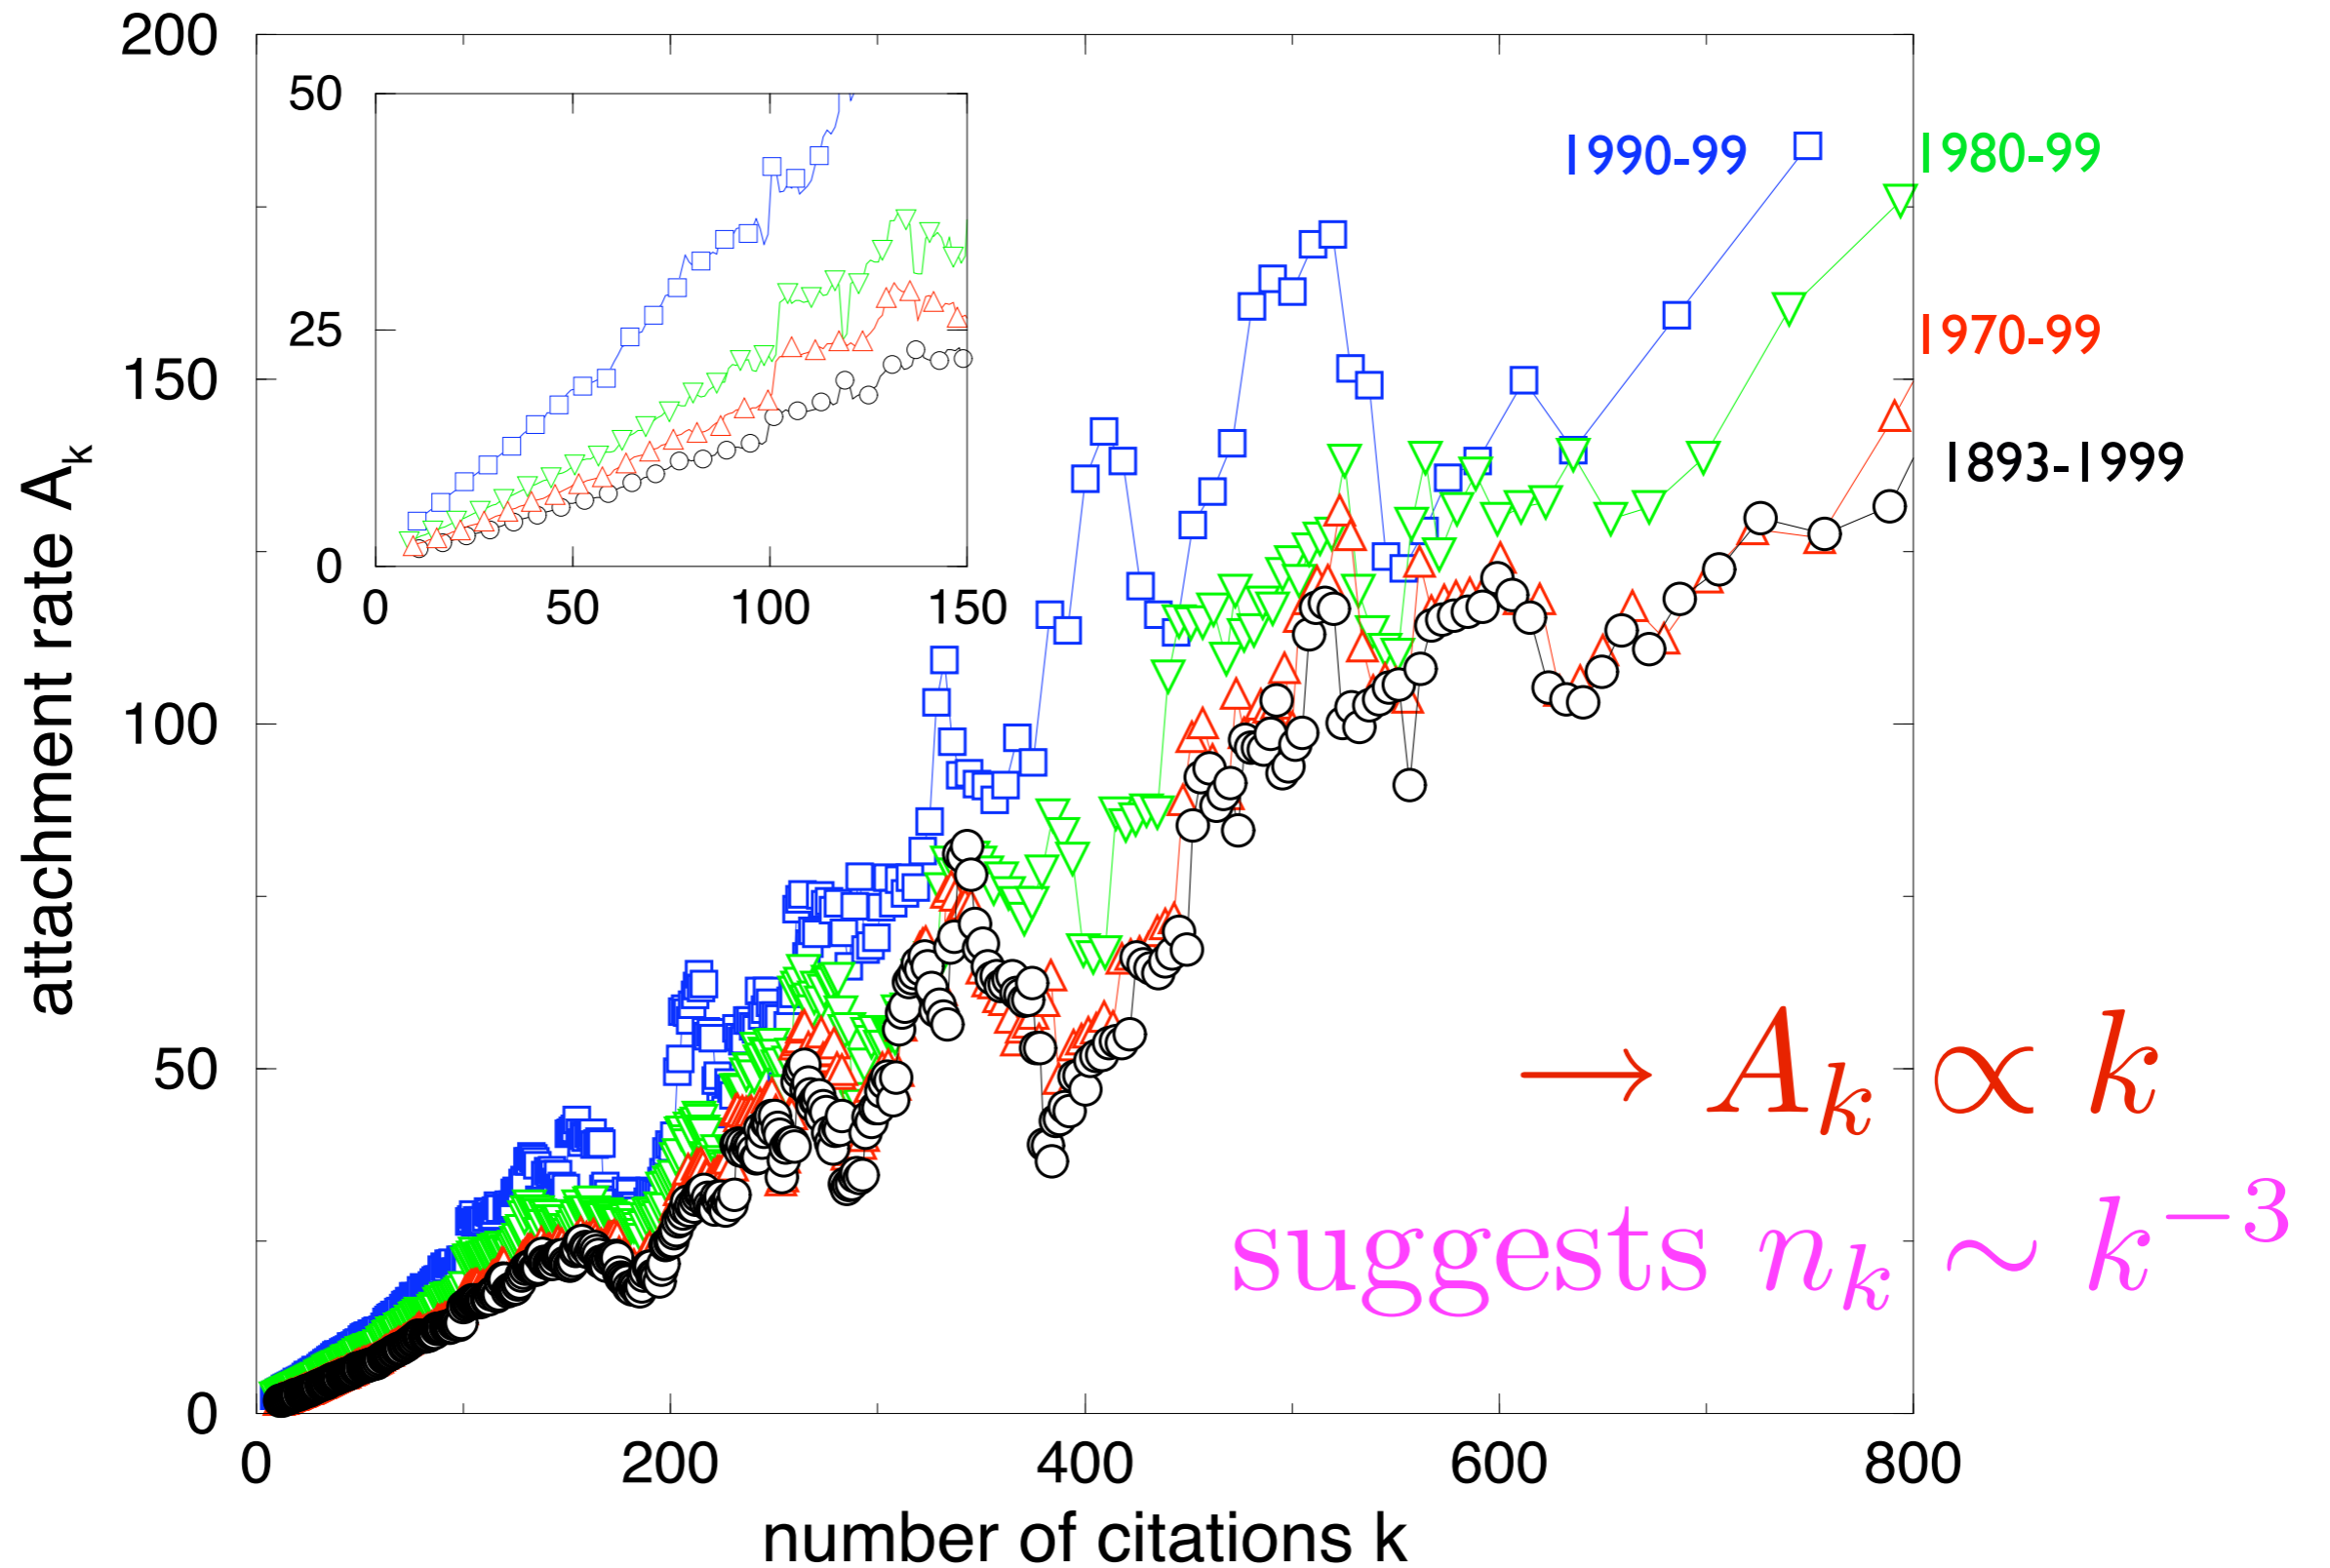 200
150
100
50
0
attachment rate A_k
50
25
0
0 50 100 150
1990-99
1980-99
1970-99
1893-1999
→ A_k ∝ k
suggests n_k ∼ k^{−3}
0 200 400 600 800
number of citations k